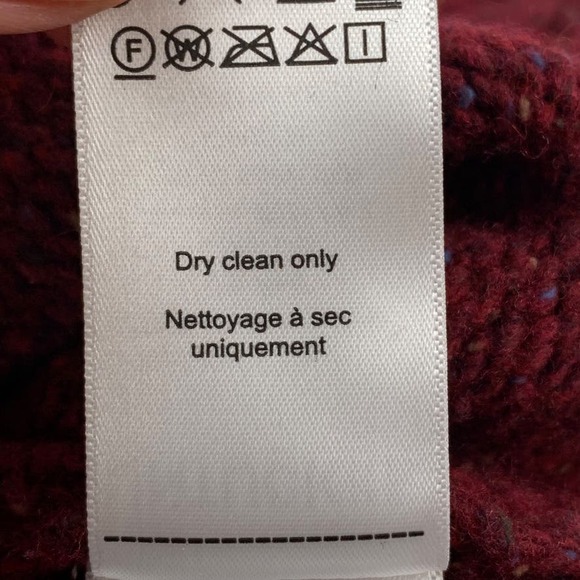 F W
Dry clean only
Nettoyage à sec
uniquement